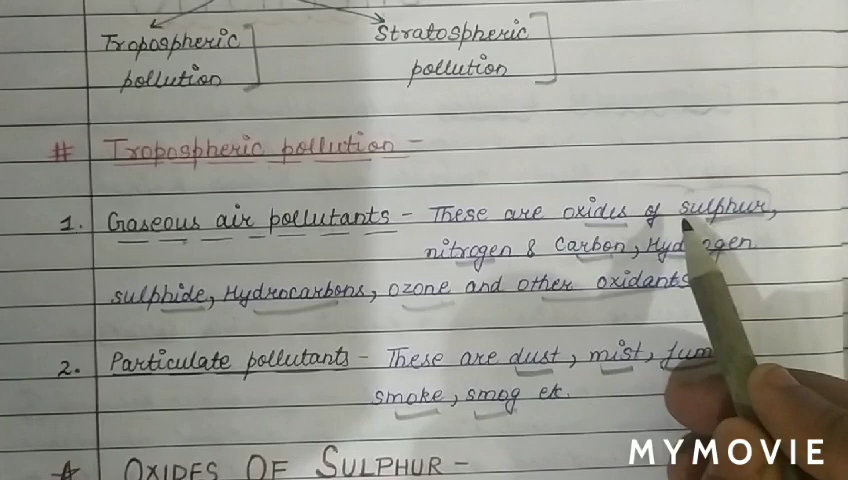 Tropospheric pollution
Stratospheric pollution
# Tropospheric pollution -
1. Gaseous air pollutants - These are oxides of sulphur,
nitrogen & Carbon, Hydrogen
sulphide, Hydrocarbons, ozone and other oxidants
2. Particulate pollutants - These are dust, mist,
smoke, smog etc.
# OXIDES OF SULPHUR -
MYMOVIE